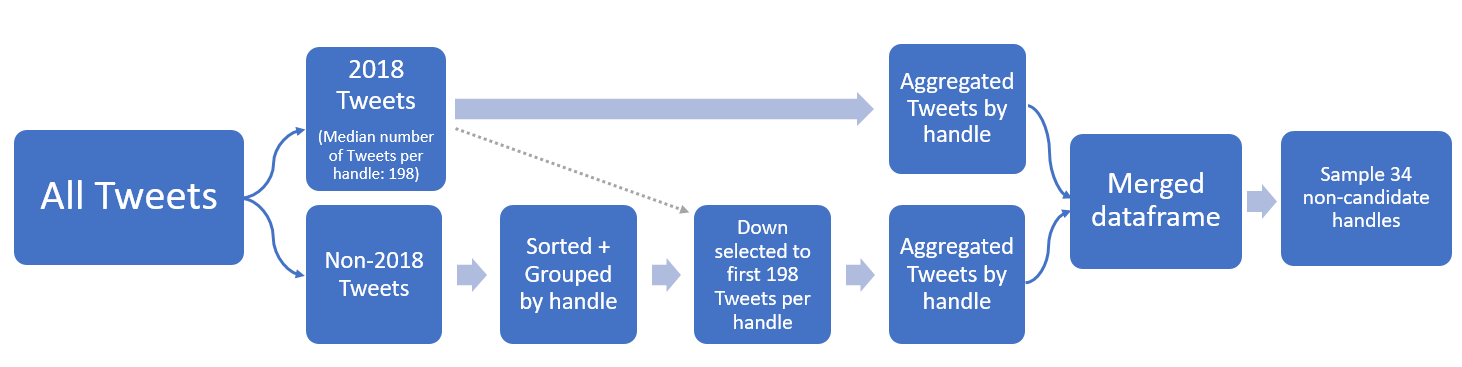 All Tweets
2018
Tweets
(Median number
of Tweets per
handle: 198)
Non-2018
Tweets
Sorted +
Grouped
by handle
Down
selected to
first 198
Tweets per
handle
Aggregated
Tweets by
handle
Aggregated
Tweets by
handle
Merged
dataframe
Sample 34
non-candidate
handles